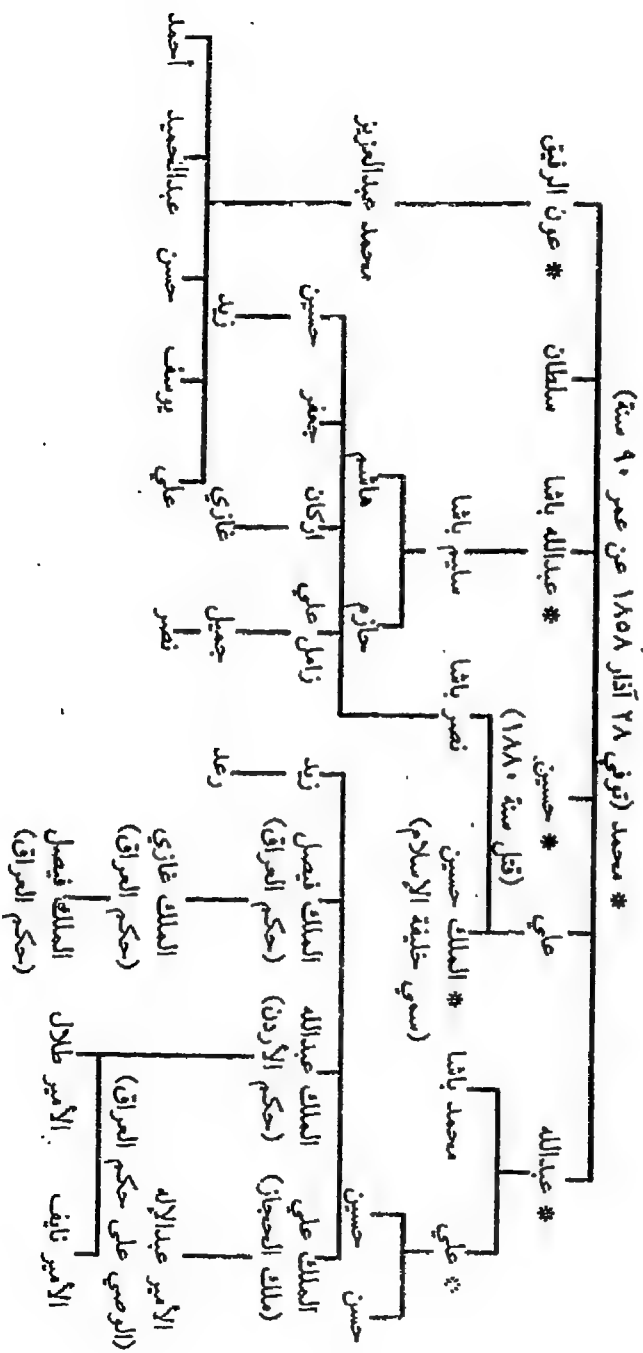 * محمد (توفي ٢٨ آذار ١٨٥٨ عن عمر ٩٠ سنة)
* عبدالله
علي
* حسين
(قتل سنة ١٨٨٠)
* عبدالله باشا
سلطان
* عون الرفيق
* علي
محمد باشا
* الملك حسين
(سمي خليفة الإسلام)
نصر باشا
سليم باشا
محمد عبدالعزيز
حسن
حسين
حازم
هاشم
الملك علي
(ملك الحجاز)
الملك عبدالله
(حكم الأردن)
الملك فيصل
(حكم العراق)
زيد
زامل
علي
اركان
جعفر
حسين
الأمير عبدالإله
(الوصي على حكم العراق)
الملك غازي
(حكم العراق)
رعد
جميل
غازي
زيد
الأمير نايف
الأمير طلال
الملك فيصل
(حكم العراق)
نصر
علي
يوسف
حسن
عبدالحميد
أحمد